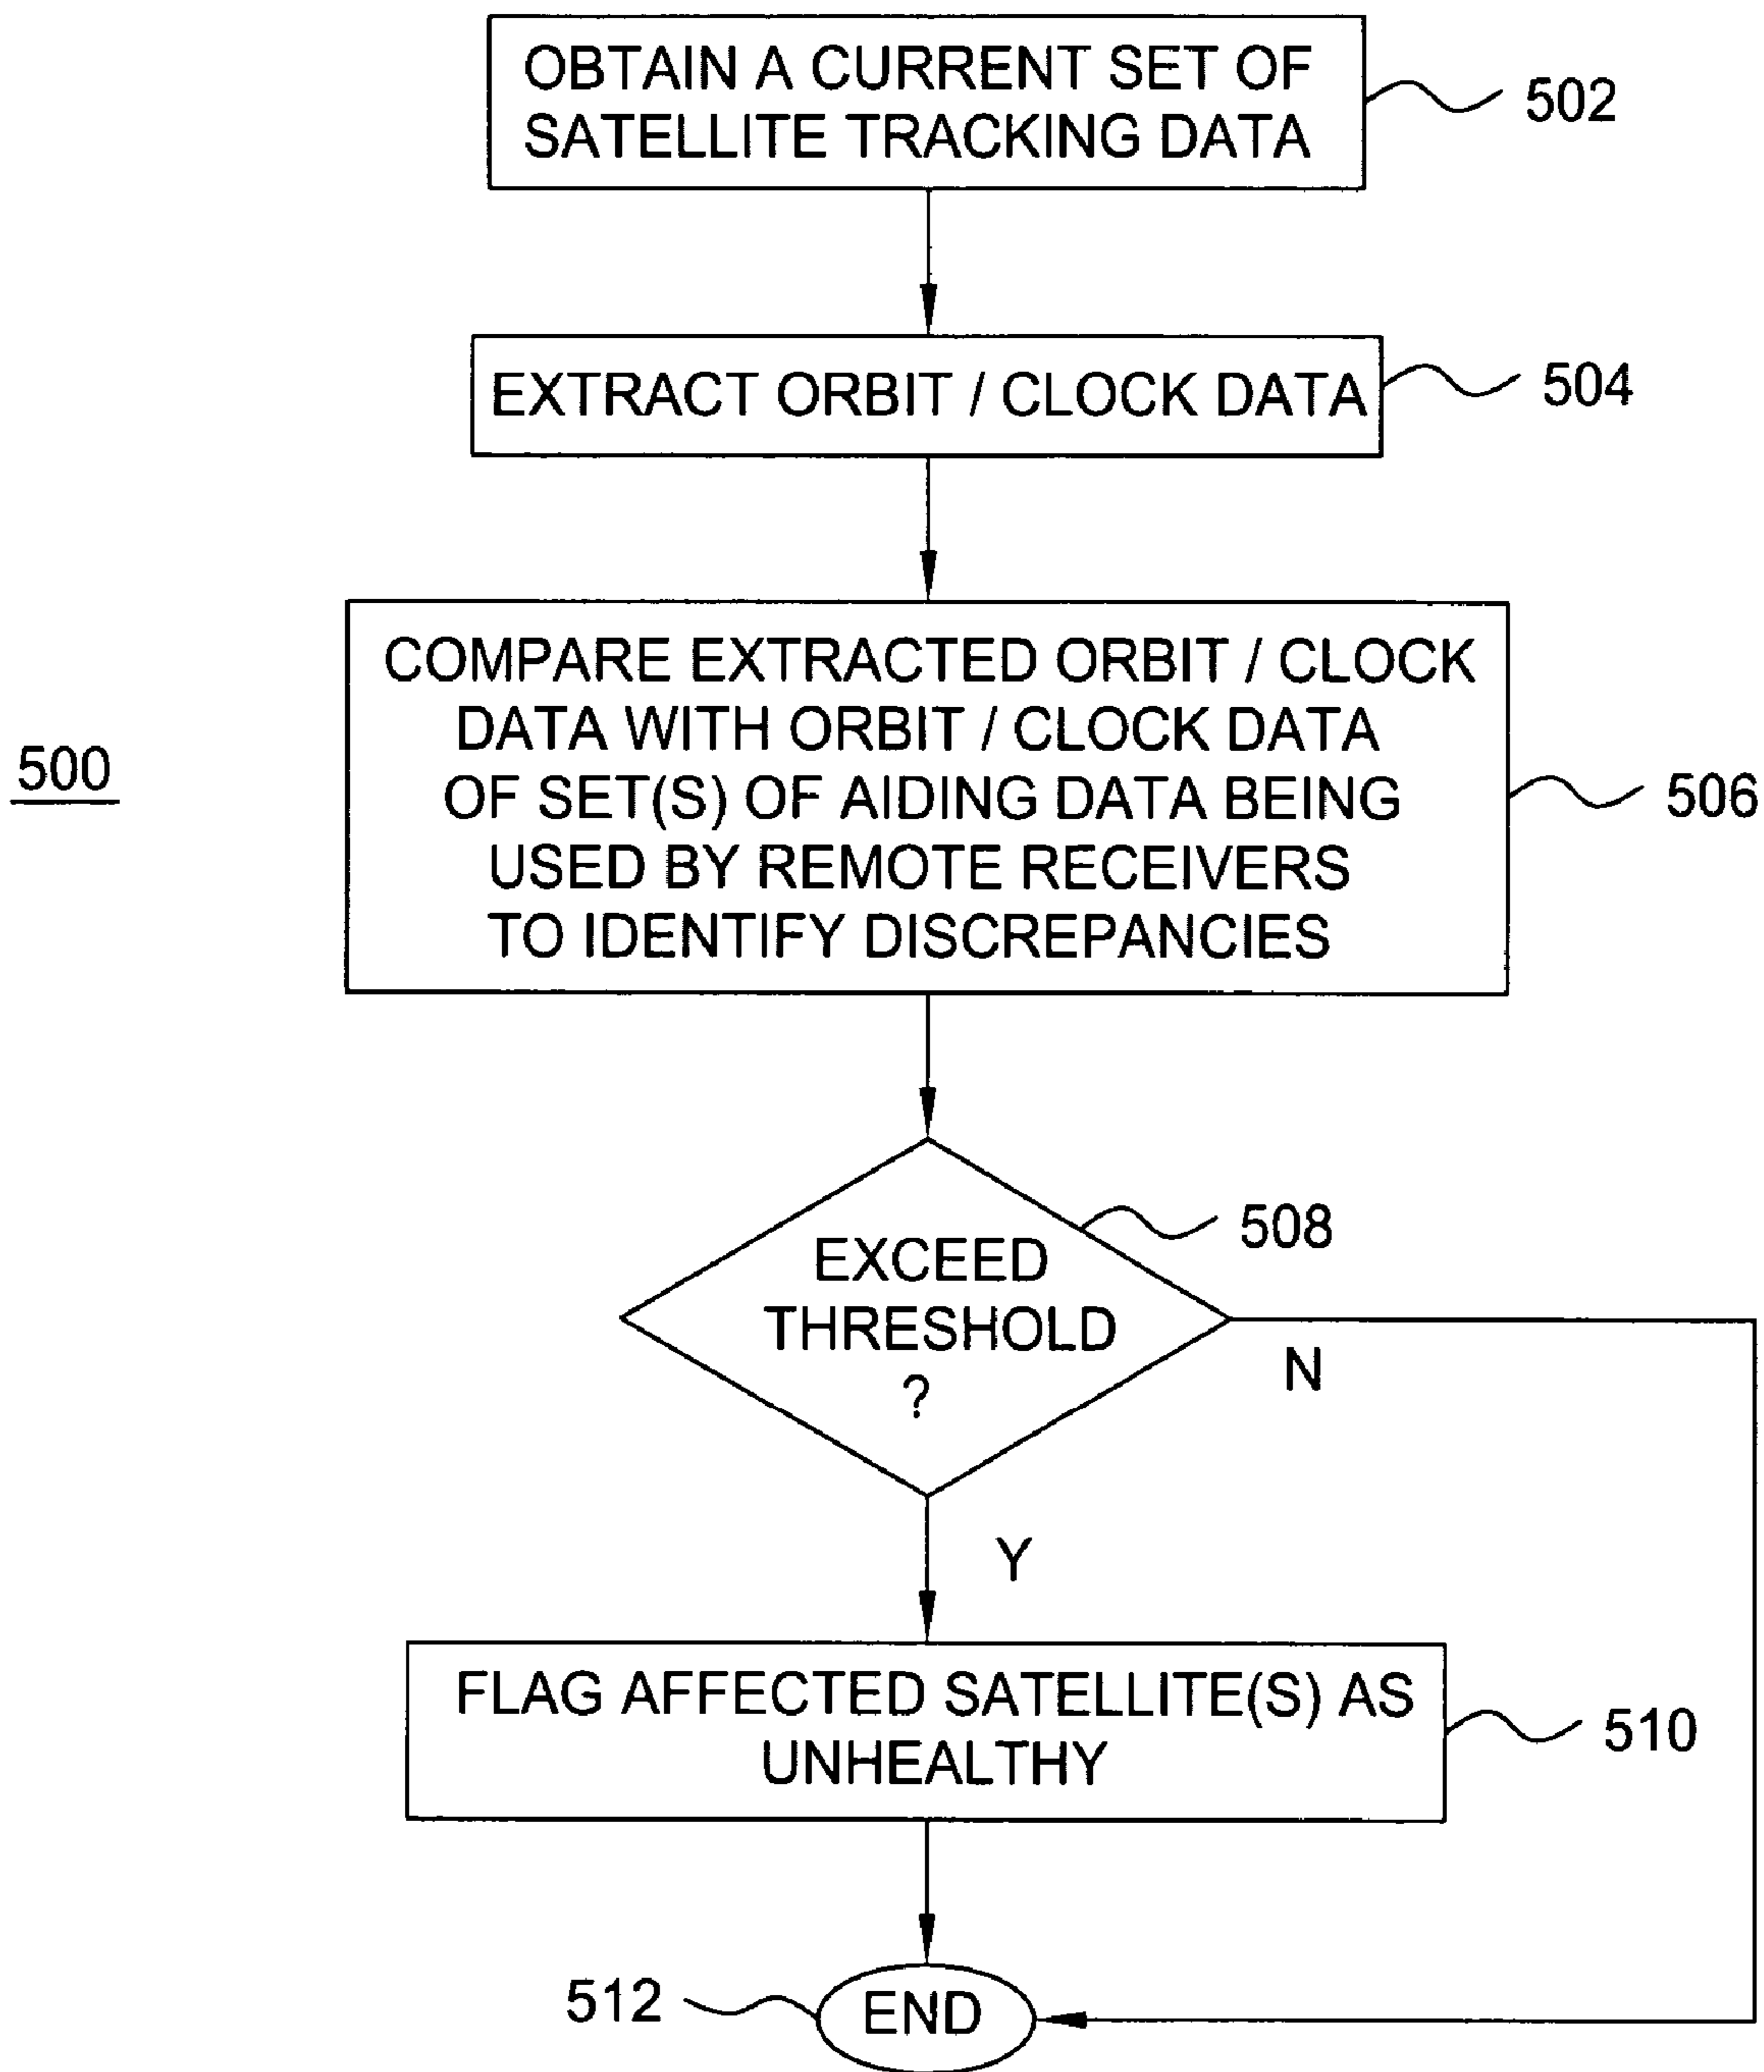 OBTAIN A CURRENT SET OF
SATELLITE TRACKING DATA
502
EXTRACT ORBIT / CLOCK DATA
504
COMPARE EXTRACTED ORBIT / CLOCK
DATA WITH ORBIT / CLOCK DATA
OF SET(S) OF AIDING DATA BEING
USED BY REMOTE RECEIVERS
TO IDENTIFY DISCREPANCIES
500
506
EXCEED
THRESHOLD
?
508
N
Y
FLAG AFFECTED SATELLITE(S) AS
UNHEALTHY
510
512
END